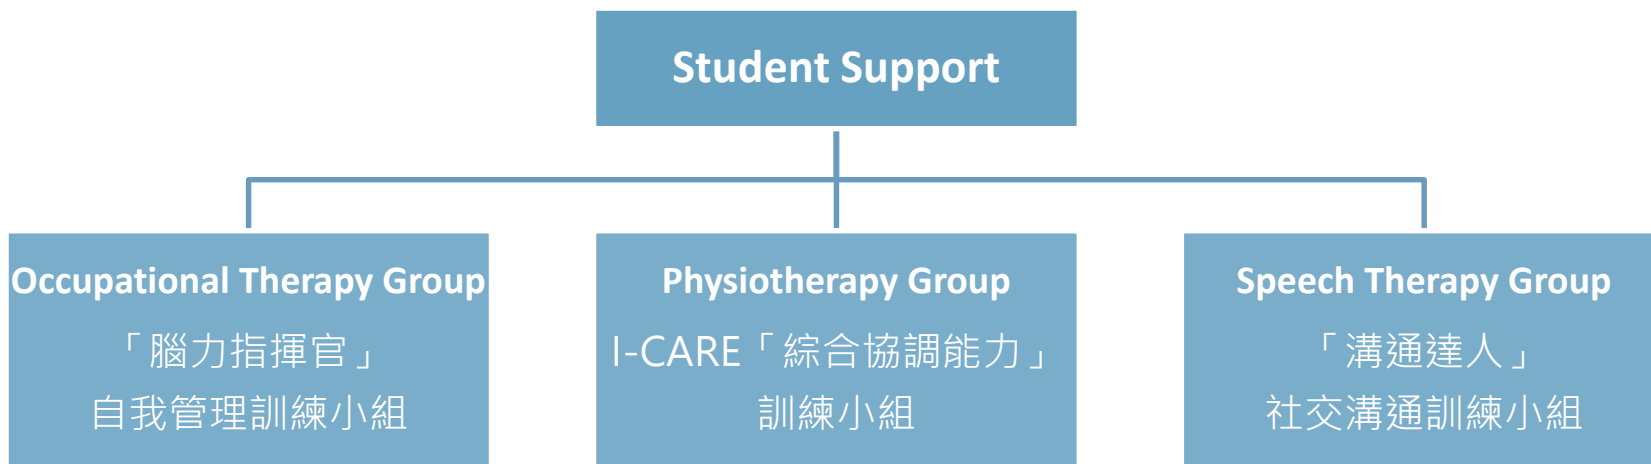 Student Support
Occupational Therapy Group
「腦力指揮官」
自我管理訓練小組
Physiotherapy Group
I-CARE「綜合協調能力」
訓練小組
Speech Therapy Group
「溝通達人」
社交溝通訓練小組